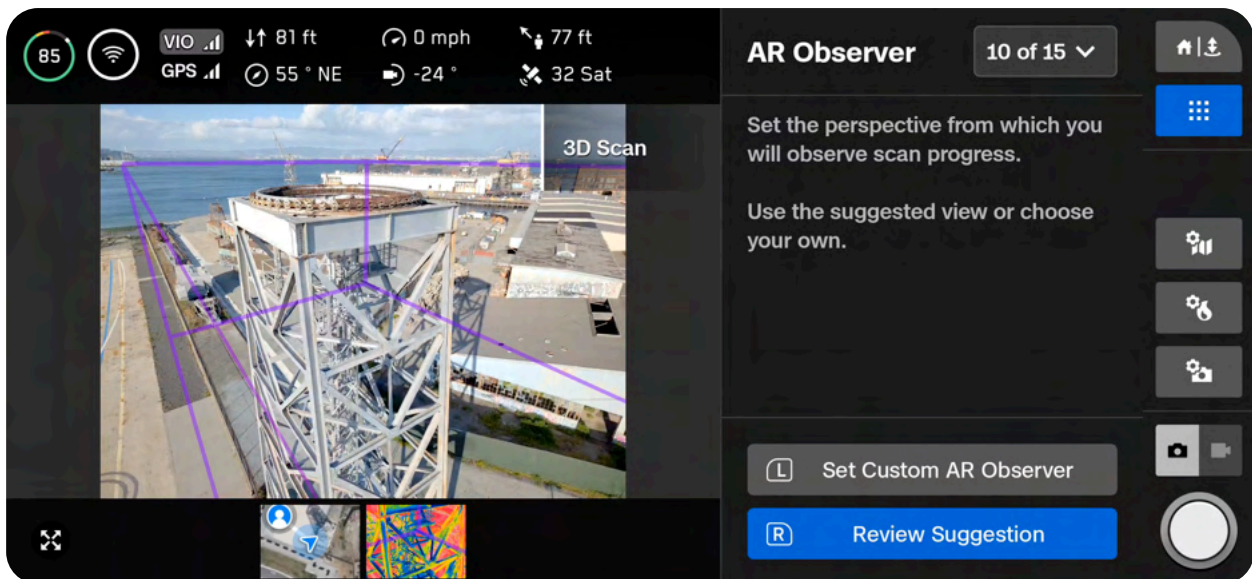 85
VIO
GPS
81 ft
0 mph
77 ft
55 ° NE
-24 °
32 Sat
3D Scan
AR Observer
10 of 15
Set the perspective from which you
will observe scan progress.
Use the suggested view or choose
your own.
L Set Custom AR Observer
R Review Suggestion